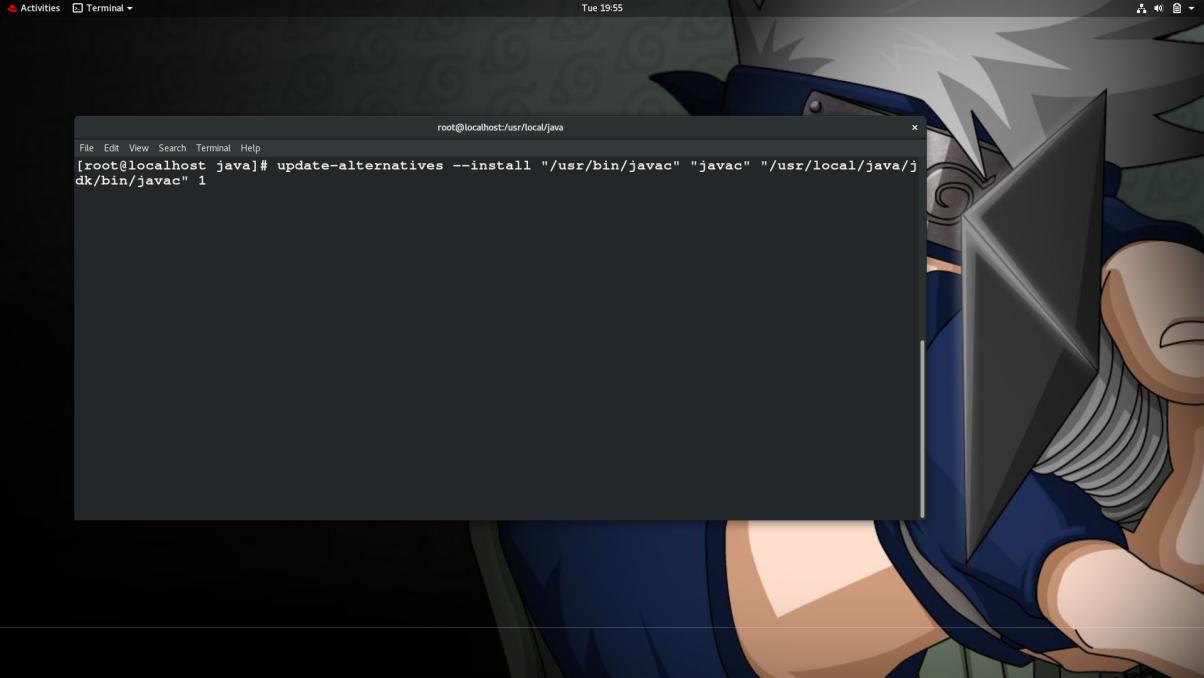 Activities Terminal Tue 19:55
root@localhost:/usr/local/java ×
File Edit View Search Terminal Help
[root@localhost java]# update-alternatives --install "/usr/bin/javac" "javac" "/usr/local/java/j
dk/bin/javac" 1